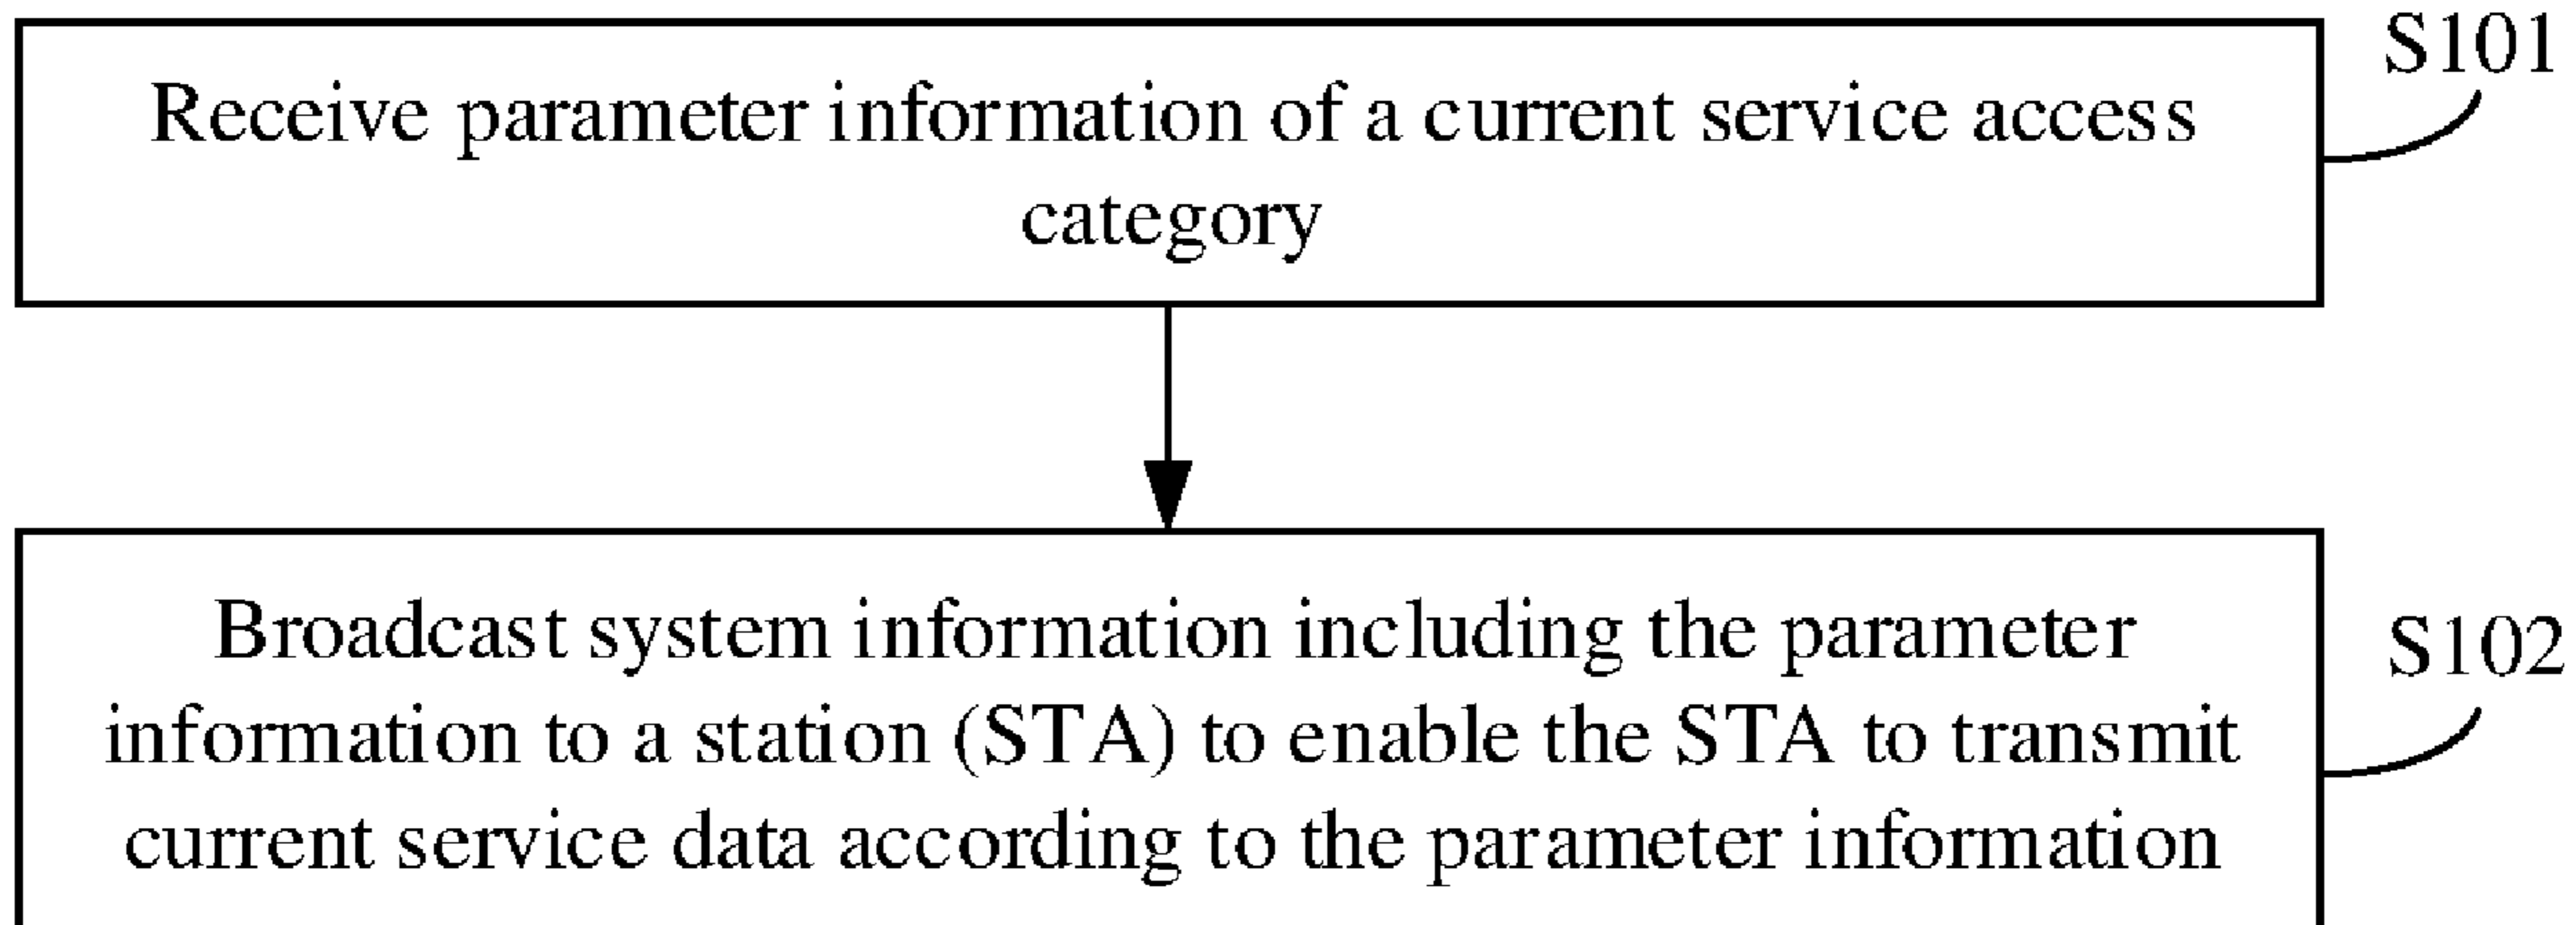 S101
Receive parameter information of a current service access
category
Broadcast system information including the parameter
S102
information to a station (STA) to enable the STA to transmit
current service data according to the parameter information